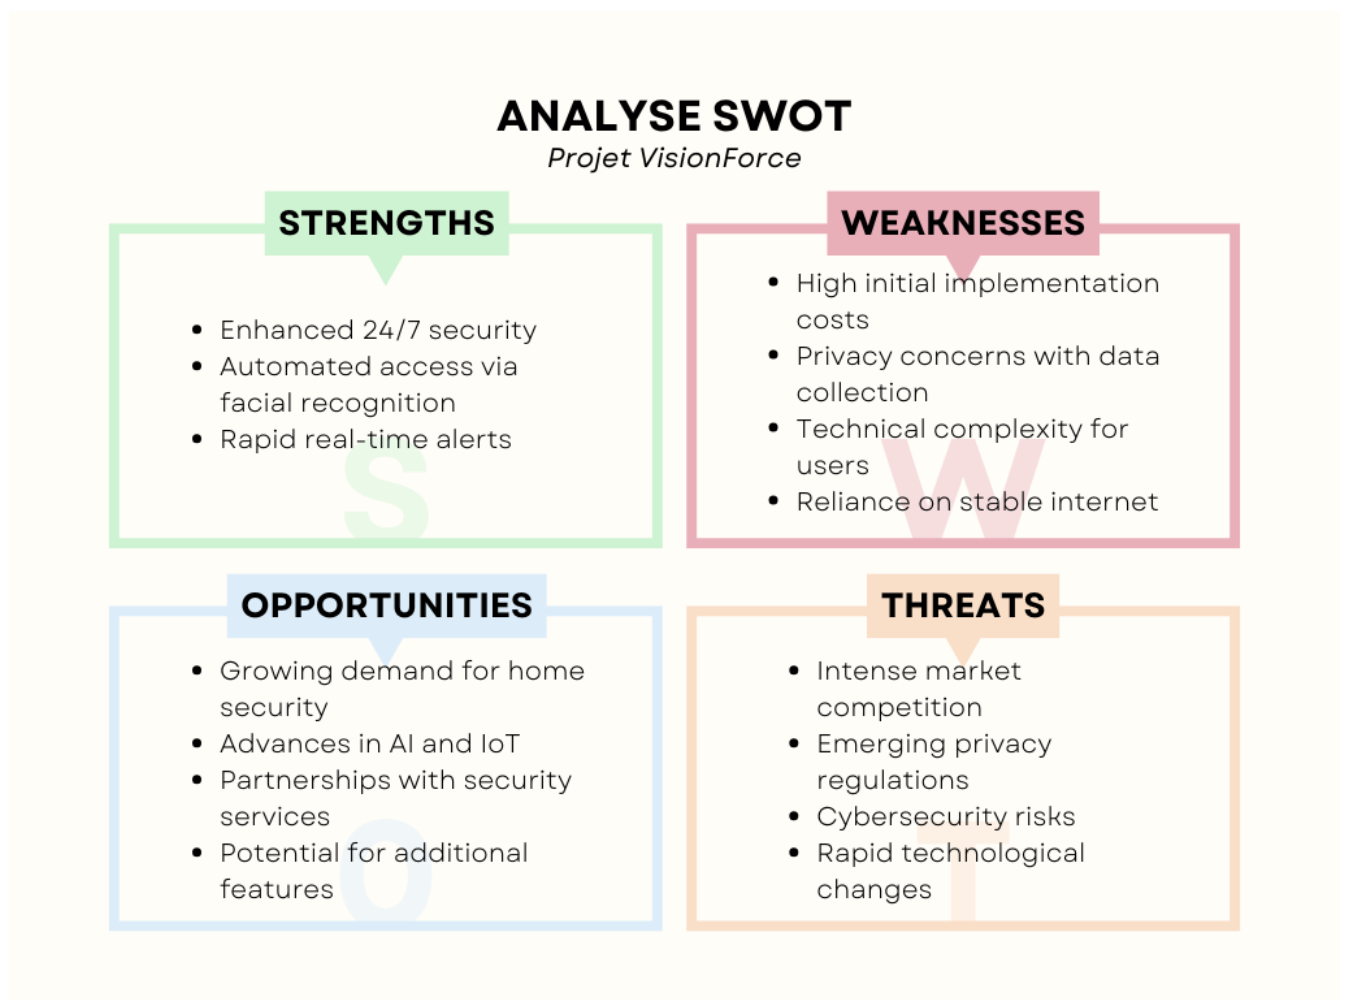 ANALYSE SWOT
Projet VisionForce
STRENGTHS
• Enhanced 24/7 security
• Automated access via
facial recognition
• Rapid real-time alerts
S
WEAKNESSES
• High initial implementation
costs
• Privacy concerns with data
collection
• Technical complexity for
users
• Reliance on stable internet
W
OPPORTUNITIES
• Growing demand for home
security
• Advances in AI and IoT
• Partnerships with security
services
• Potential for additional
features
O
THREATS
• Intense market
competition
• Emerging privacy
regulations
• Cybersecurity risks
• Rapid technological
changes
T